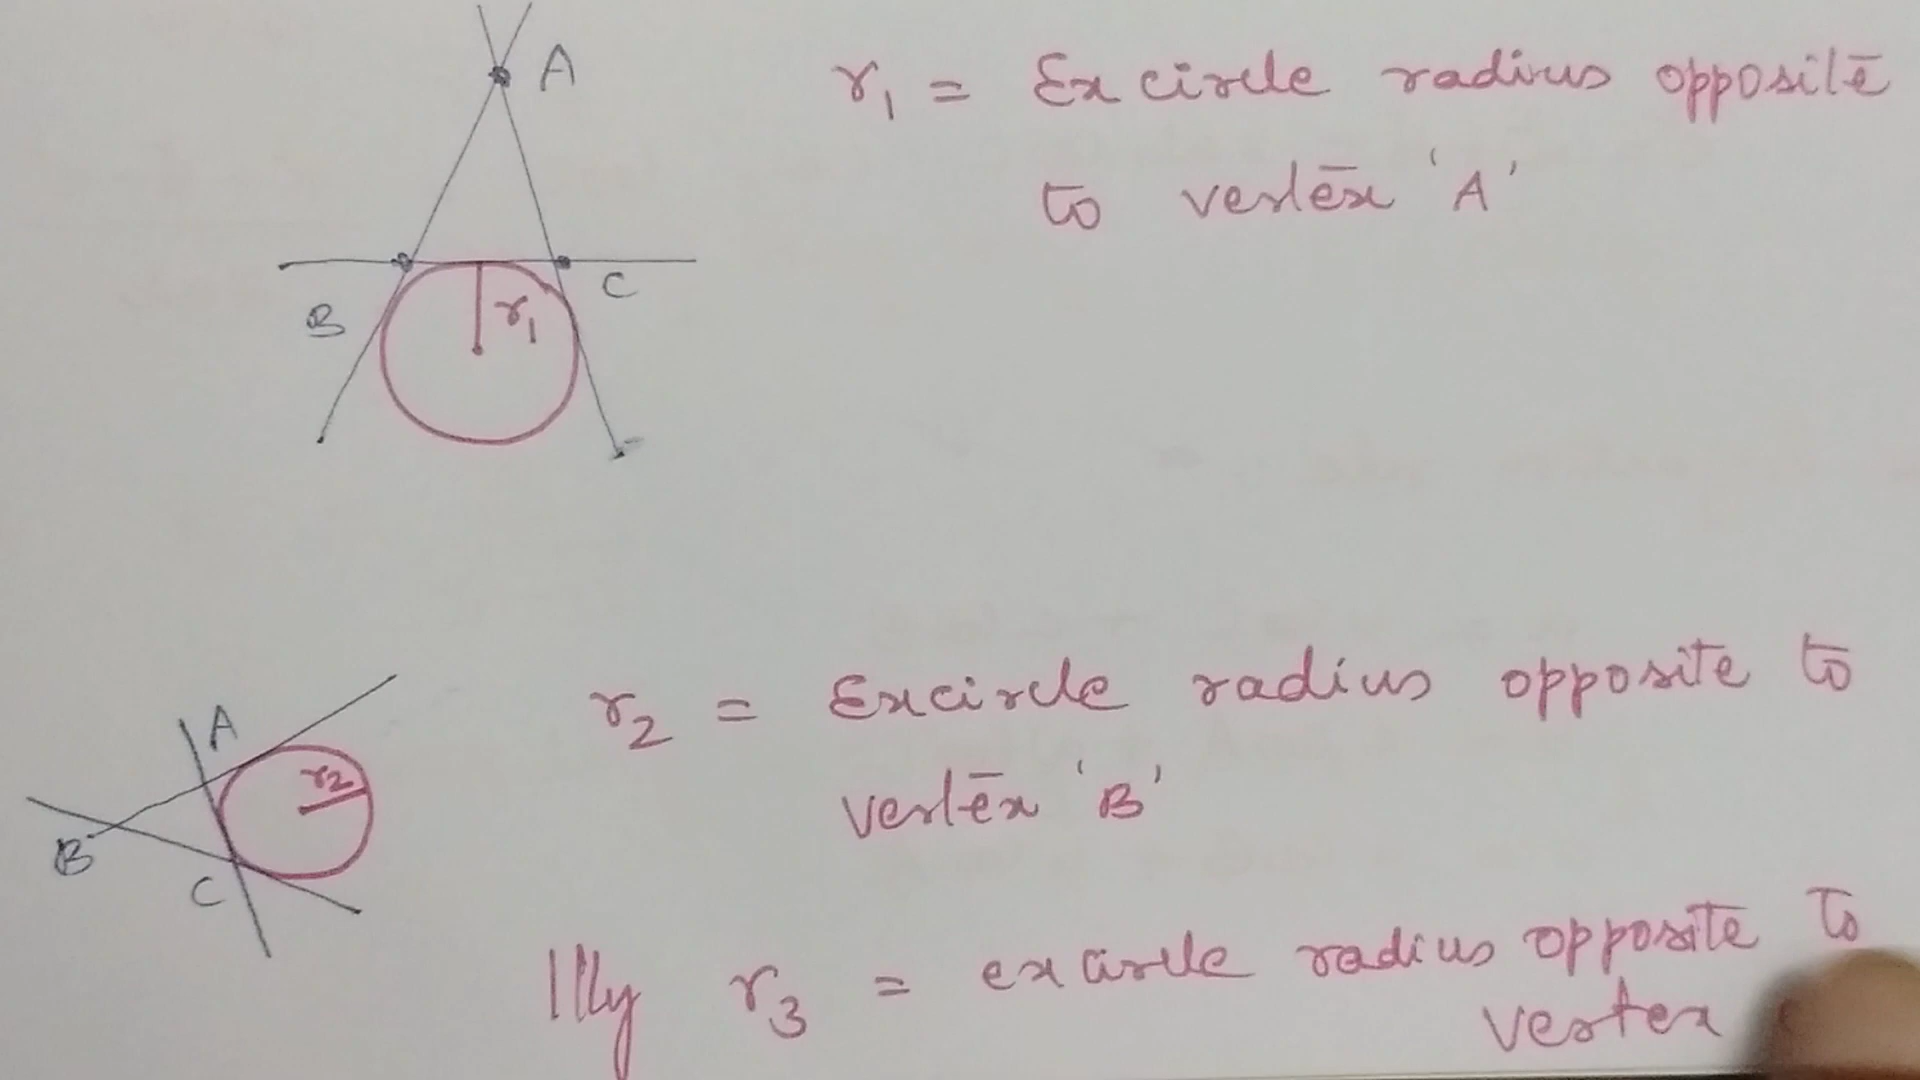 A
r₁ = Excircle radius opposite
to vertex 'A'
B
C
r₁
r₂ = Excircle radius opposite to
vertex 'B'
A
r₂
B
C
Illy r₃ = excircle radius opposite to
vertex